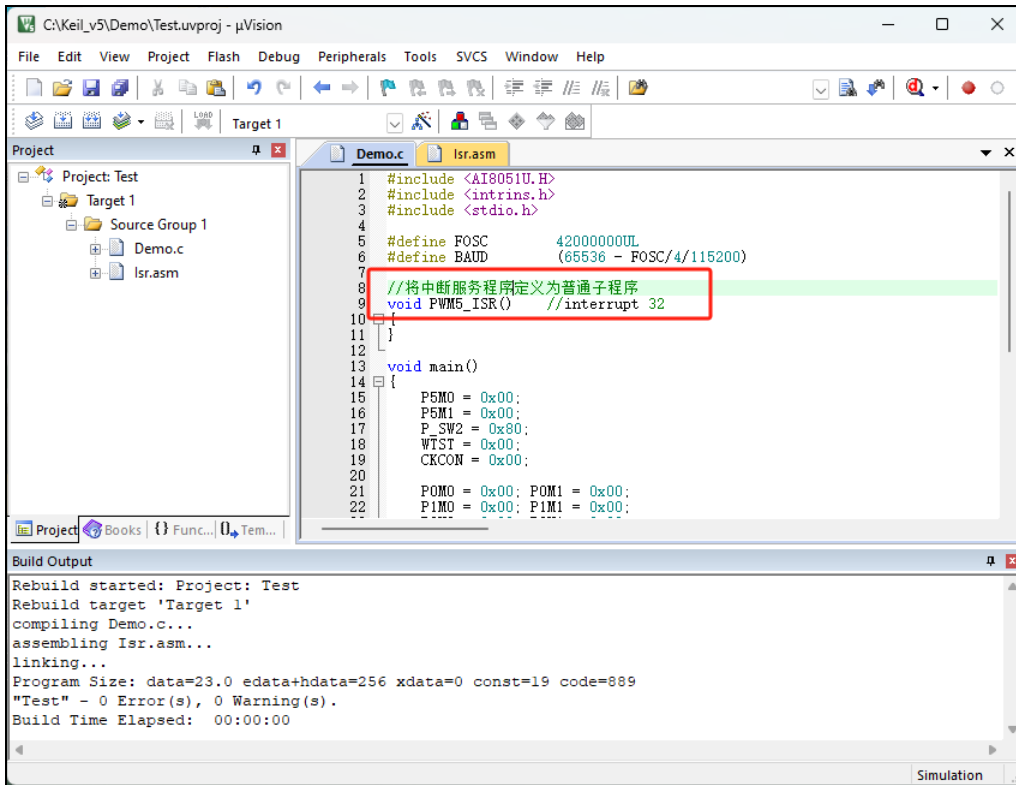 C:\Keil_v5\Demo\Test.uvproj - µVision
File Edit View Project Flash Debug Peripherals Tools SVCS Window Help
LOAD Target 1
Project
Demo.c Isr.asm
Project: Test
Target 1
Source Group 1
Demo.c
Isr.asm
1 #include <AI8051U.H>
2 #include <intrins.h>
3 #include <stdio.h>
4
5 #define FOSC 42000000UL
6 #define BAUD (65536 - FOSC/4/115200)
7
8 //将中断服务程序定义为普通子程序
9 void PWM5_ISR() //interrupt 32
10 {
11 }
12
13 void main()
14 {
15 P5M0 = 0x00;
16 P5M1 = 0x00;
17 P_SW2 = 0x80;
18 WTST = 0x00;
19 CKCON = 0x00;
20
21 P0M0 = 0x00; P0M1 = 0x00;
22 P1M0 = 0x00; P1M1 = 0x00;
Project Books {} Func... Tem...
Build Output
Rebuild started: Project: Test
Rebuild target 'Target 1'
compiling Demo.c...
assembling Isr.asm...
linking...
Program Size: data=23.0 edata+hdata=256 xdata=0 const=19 code=889
"Test" - 0 Error(s), 0 Warning(s).
Build Time Elapsed: 00:00:00
Simulation